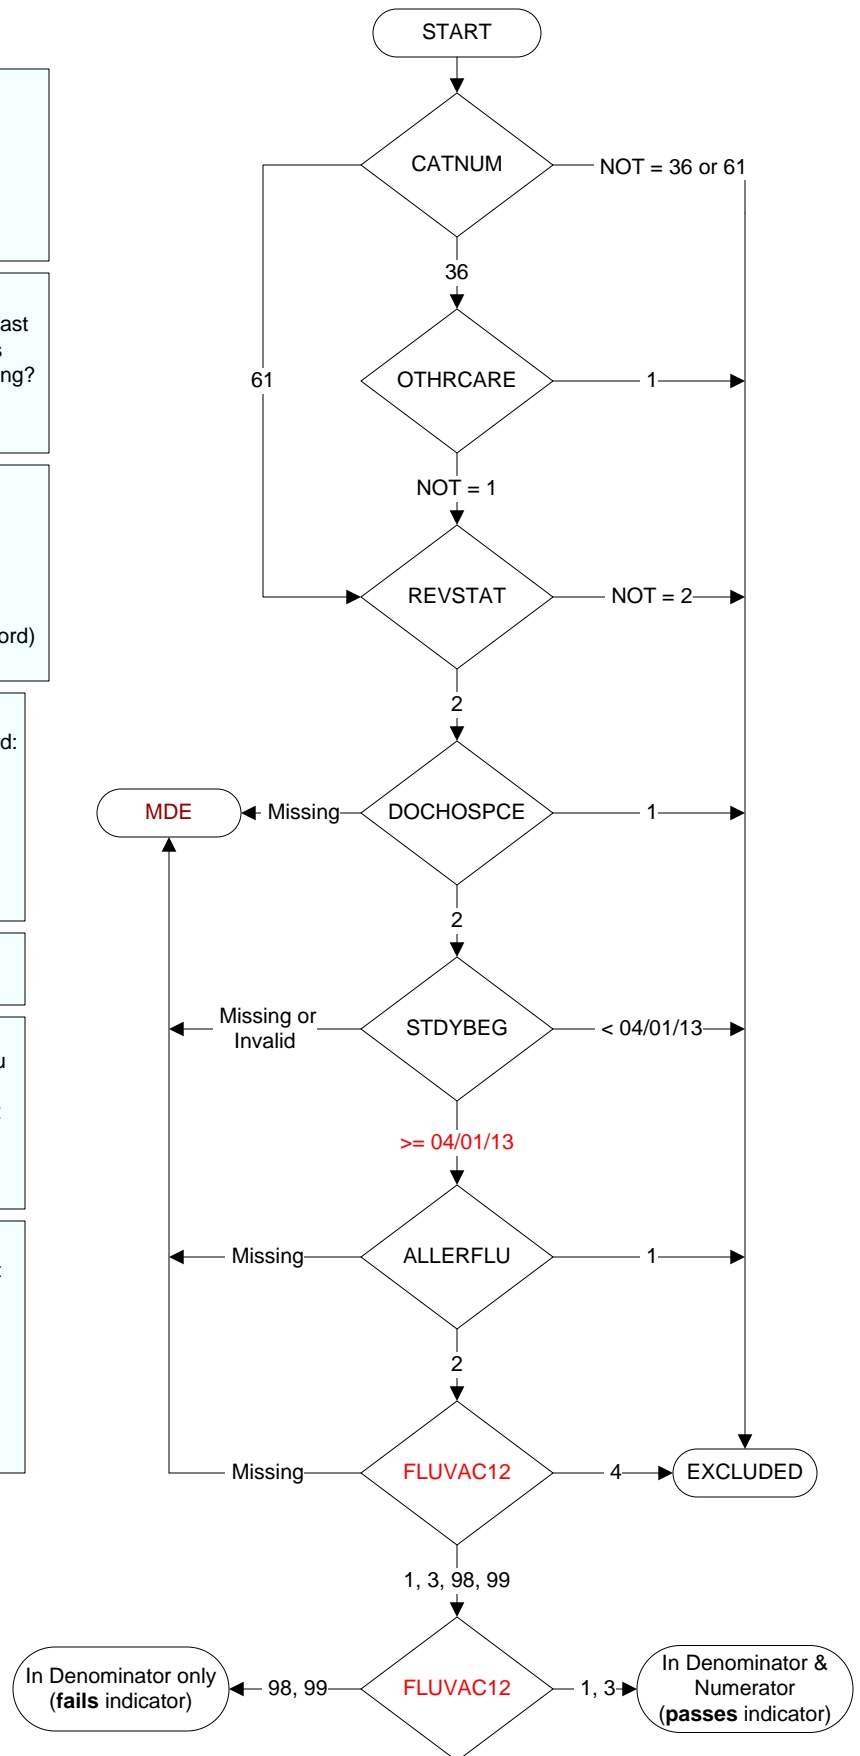 START
CATNUM
NOT = 36 or 61
36
ast
s
ng?
61
OTHRCARE
1
NOT = 1
REVSTAT
NOT = 2
ord)
2
d:
MDE
Missing
DOCHOSPCE
1
2
Missing or
Invalid
STDYBEG
< 04/01/13
u
>= 04/01/13
Missing
ALLERFLU
1
2
Missing
FLUVAC12
4
EXCLUDED
1, 3, 98, 99
In Denominator only
(fails indicator)
98, 99
FLUVAC12
1, 3
In Denominator &
Numerator
(passes indicator)